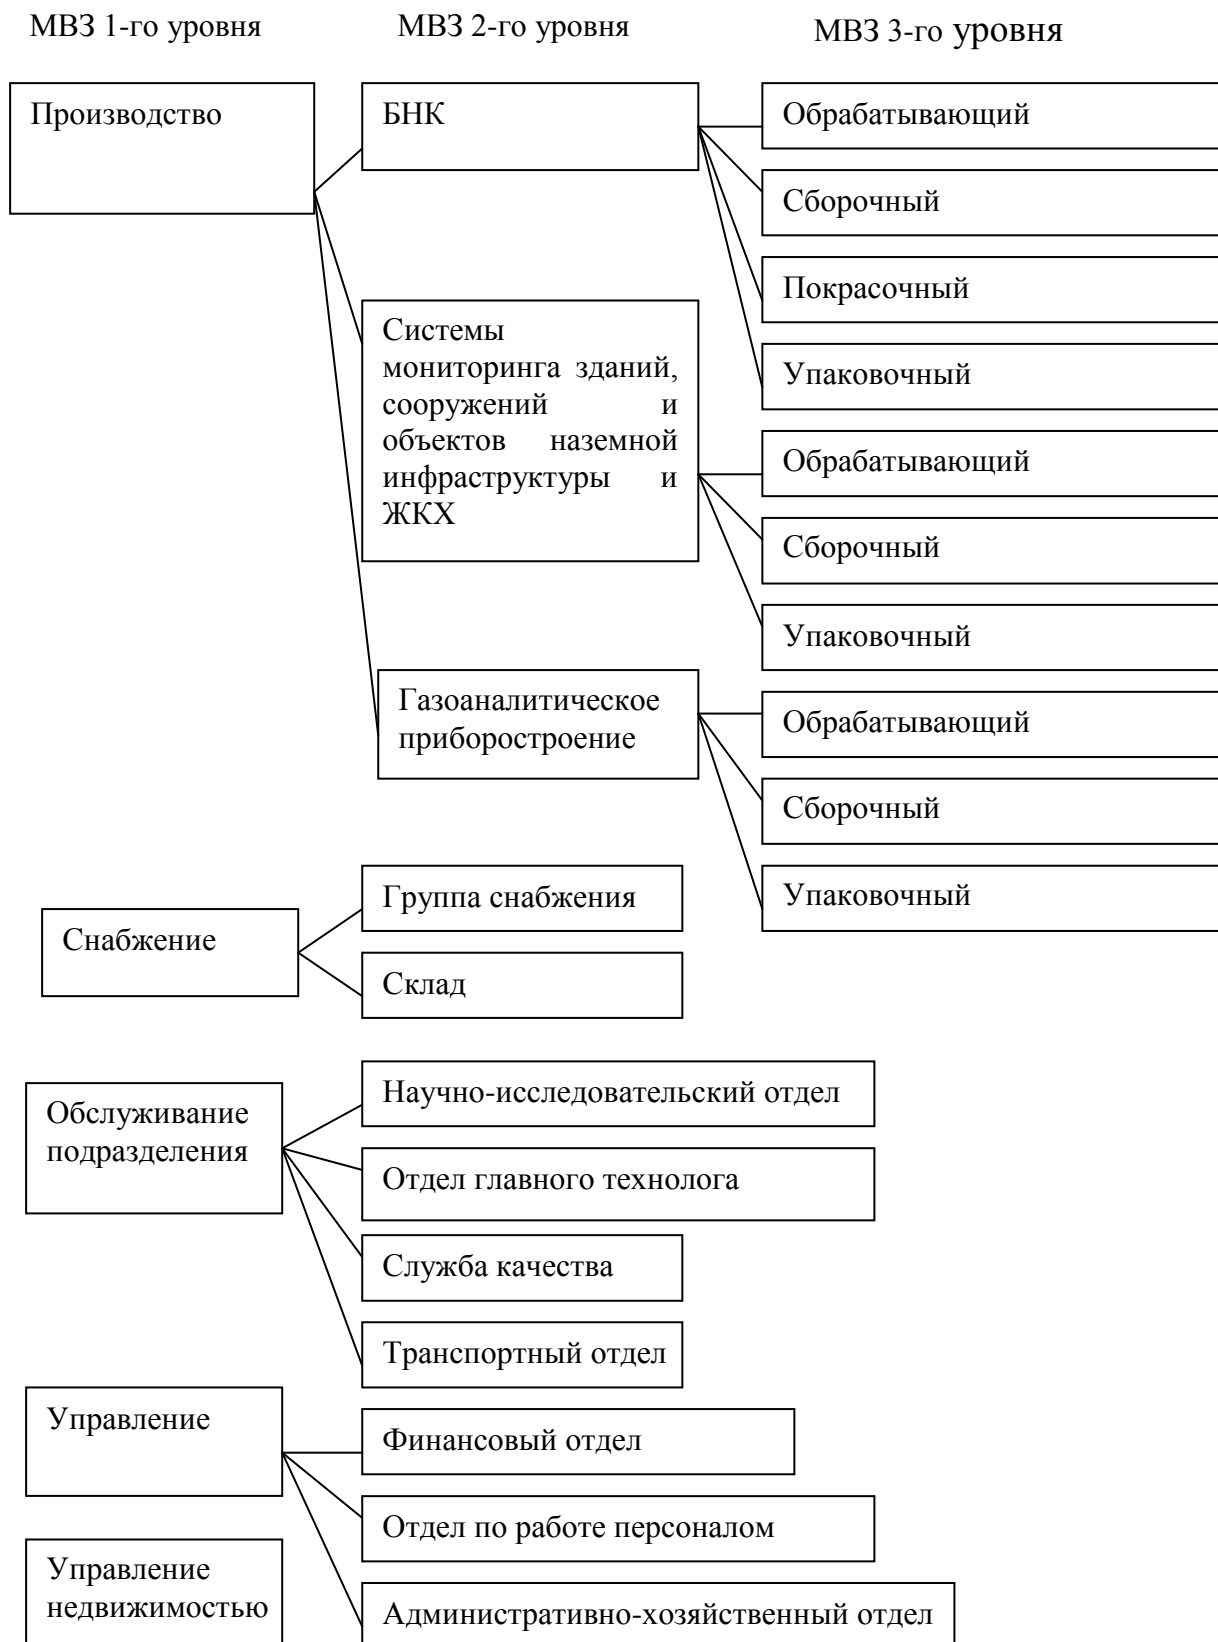 МВЗ 1-го уровня
МВЗ 2-го уровня
МВЗ 3-го уровня
Производство
БНК
Обрабатывающий
Сборочный
Покрасочный
Упаковочный
Системы
мониторинга зданий,
сооружений и
объектов наземной
инфраструктуры и
ЖКХ
Обрабатывающий
Сборочный
Упаковочный
Газоаналитическое
приборостроение
Обрабатывающий
Сборочный
Упаковочный
Снабжение
Группа снабжения
Склад
Обслуживание
подразделения
Научно-исследовательский отдел
Отдел главного технолога
Служба качества
Транспортный отдел
Управление
Финансовый отдел
Отдел по работе персоналом
Административно-хозяйственный отдел
Управление
недвижимостью